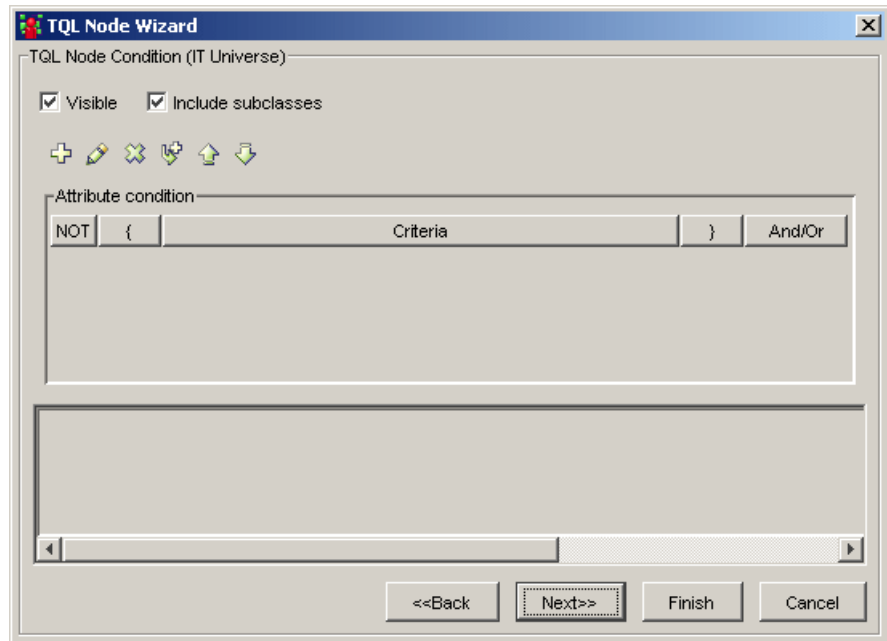 TQL Node Wizard
TQL Node Condition (IT Universe)
Visible Include subclasses
Attribute condition
NOT { Criteria } And/Or
<<Back Next>> Finish Cancel